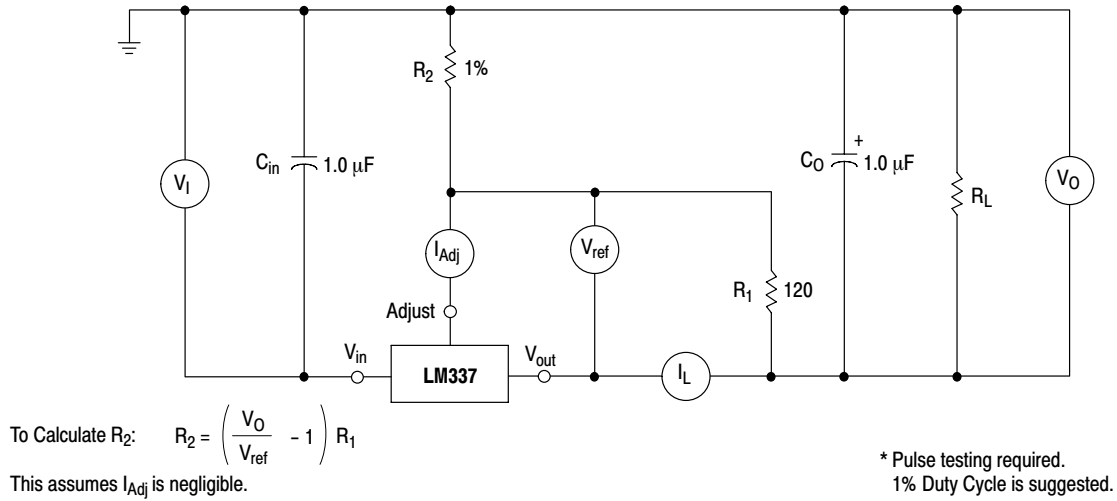 R2 1%
Cin 1.0 μF
CO + 1.0 μF
VI
RL
VO
IAdj
Vref
R1 120
Adjust
Vin
LM337
Vout
IL
To Calculate R2: R2 = ( VO / Vref - 1 ) R1
This assumes IAdj is negligible.
* Pulse testing required.
1% Duty Cycle is suggested.